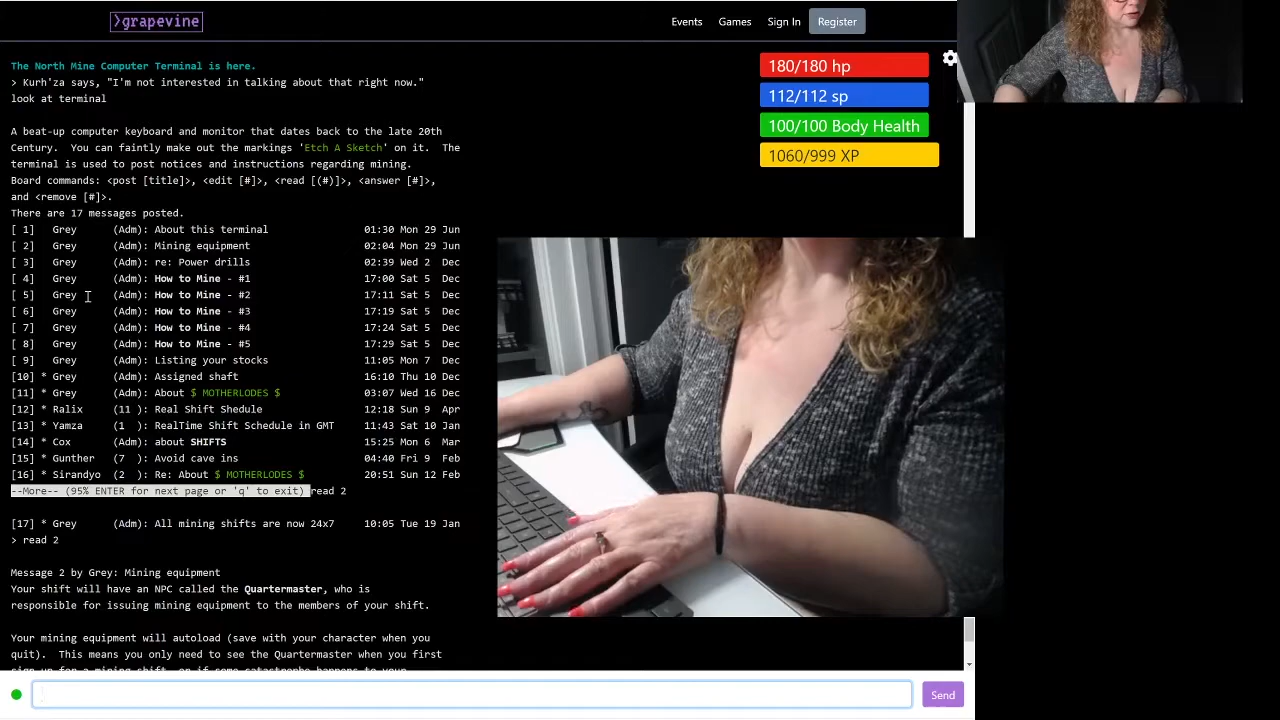 >grapevine
Events Games Sign In Register
The North Mine Computer Terminal is here.
> Kurh'za says, "I'm not interested in talking about that right now."
look at terminal
A beat-up computer keyboard and monitor that dates back to the late 20th
Century.  You can faintly make out the markings 'Etch A Sketch' on it.  The
terminal is used to post notices and instructions regarding mining.
Board commands: <post [title]>, <edit [#]>, <read [(#)]>, <answer [#]>,
and <remove [#]>.
There are 17 messages posted.
[ 1]   Grey      (Adm): About this terminal                01:30 Mon 29 Jun
[ 2]   Grey      (Adm): Mining equipment                   02:04 Mon 29 Jun
[ 3]   Grey      (Adm): re: Power drills                   02:39 Wed 2  Dec
[ 4]   Grey      (Adm): How to Mine - #1                   17:00 Sat 5  Dec
[ 5]   Grey      (Adm): How to Mine - #2                   17:11 Sat 5  Dec
[ 6]   Grey      (Adm): How to Mine - #3                   17:19 Sat 5  Dec
[ 7]   Grey      (Adm): How to Mine - #4                   17:24 Sat 5  Dec
[ 8]   Grey      (Adm): How to Mine - #5                   17:29 Sat 5  Dec
[ 9]   Grey      (Adm): Listing your stocks                11:05 Mon 7  Dec
[10] * Grey      (Adm): Assigned shaft                     16:10 Thu 10 Dec
[11] * Grey      (Adm): About $ MOTHERLODES $              03:07 Wed 16 Dec
[12] * Ralix     (11 ): Real Shift Shedule                 12:18 Sun 9  Apr
[13] * Yamza     (1  ): RealTime Shift Schedule in GMT     11:43 Sat 10 Jan
[14] * Cox       (Adm): about SHIFTS                       15:25 Mon 6  Mar
[15] * Gunther   (7  ): Avoid cave ins                     04:40 Fri 9  Feb
[16] * Sirandyo  (2  ): Re: About $ MOTHERLODES $          20:51 Sun 12 Feb
--More-- (95% ENTER for next page or 'q' to exit) read 2
[17] * Grey      (Adm): All mining shifts are now 24x7     10:05 Tue 19 Jan
> read 2
Message 2 by Grey: Mining equipment
Your shift will have an NPC called the Quartermaster, who is
responsible for issuing mining equipment to the members of your shift.
Your mining equipment will autoload (save with your character when you
quit).  This means you only need to see the Quartermaster when you first
sign up for a mining shift, or if some catastrophe happens to your
180/180 hp
112/112 sp
100/100 Body Health
1060/999 XP
Send